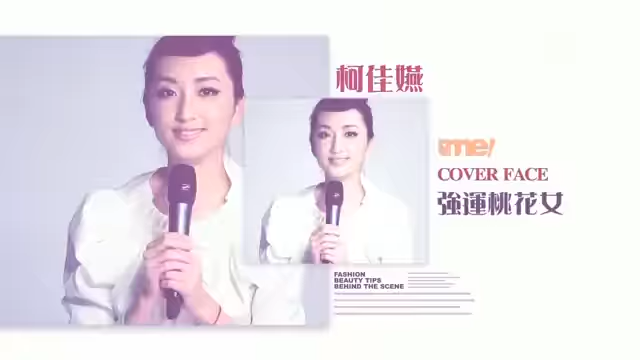 柯佳嬿
me!
COVER FACE
強運桃花女
FASHION
BEAUTY TIPS
BEHIND THE SCENE